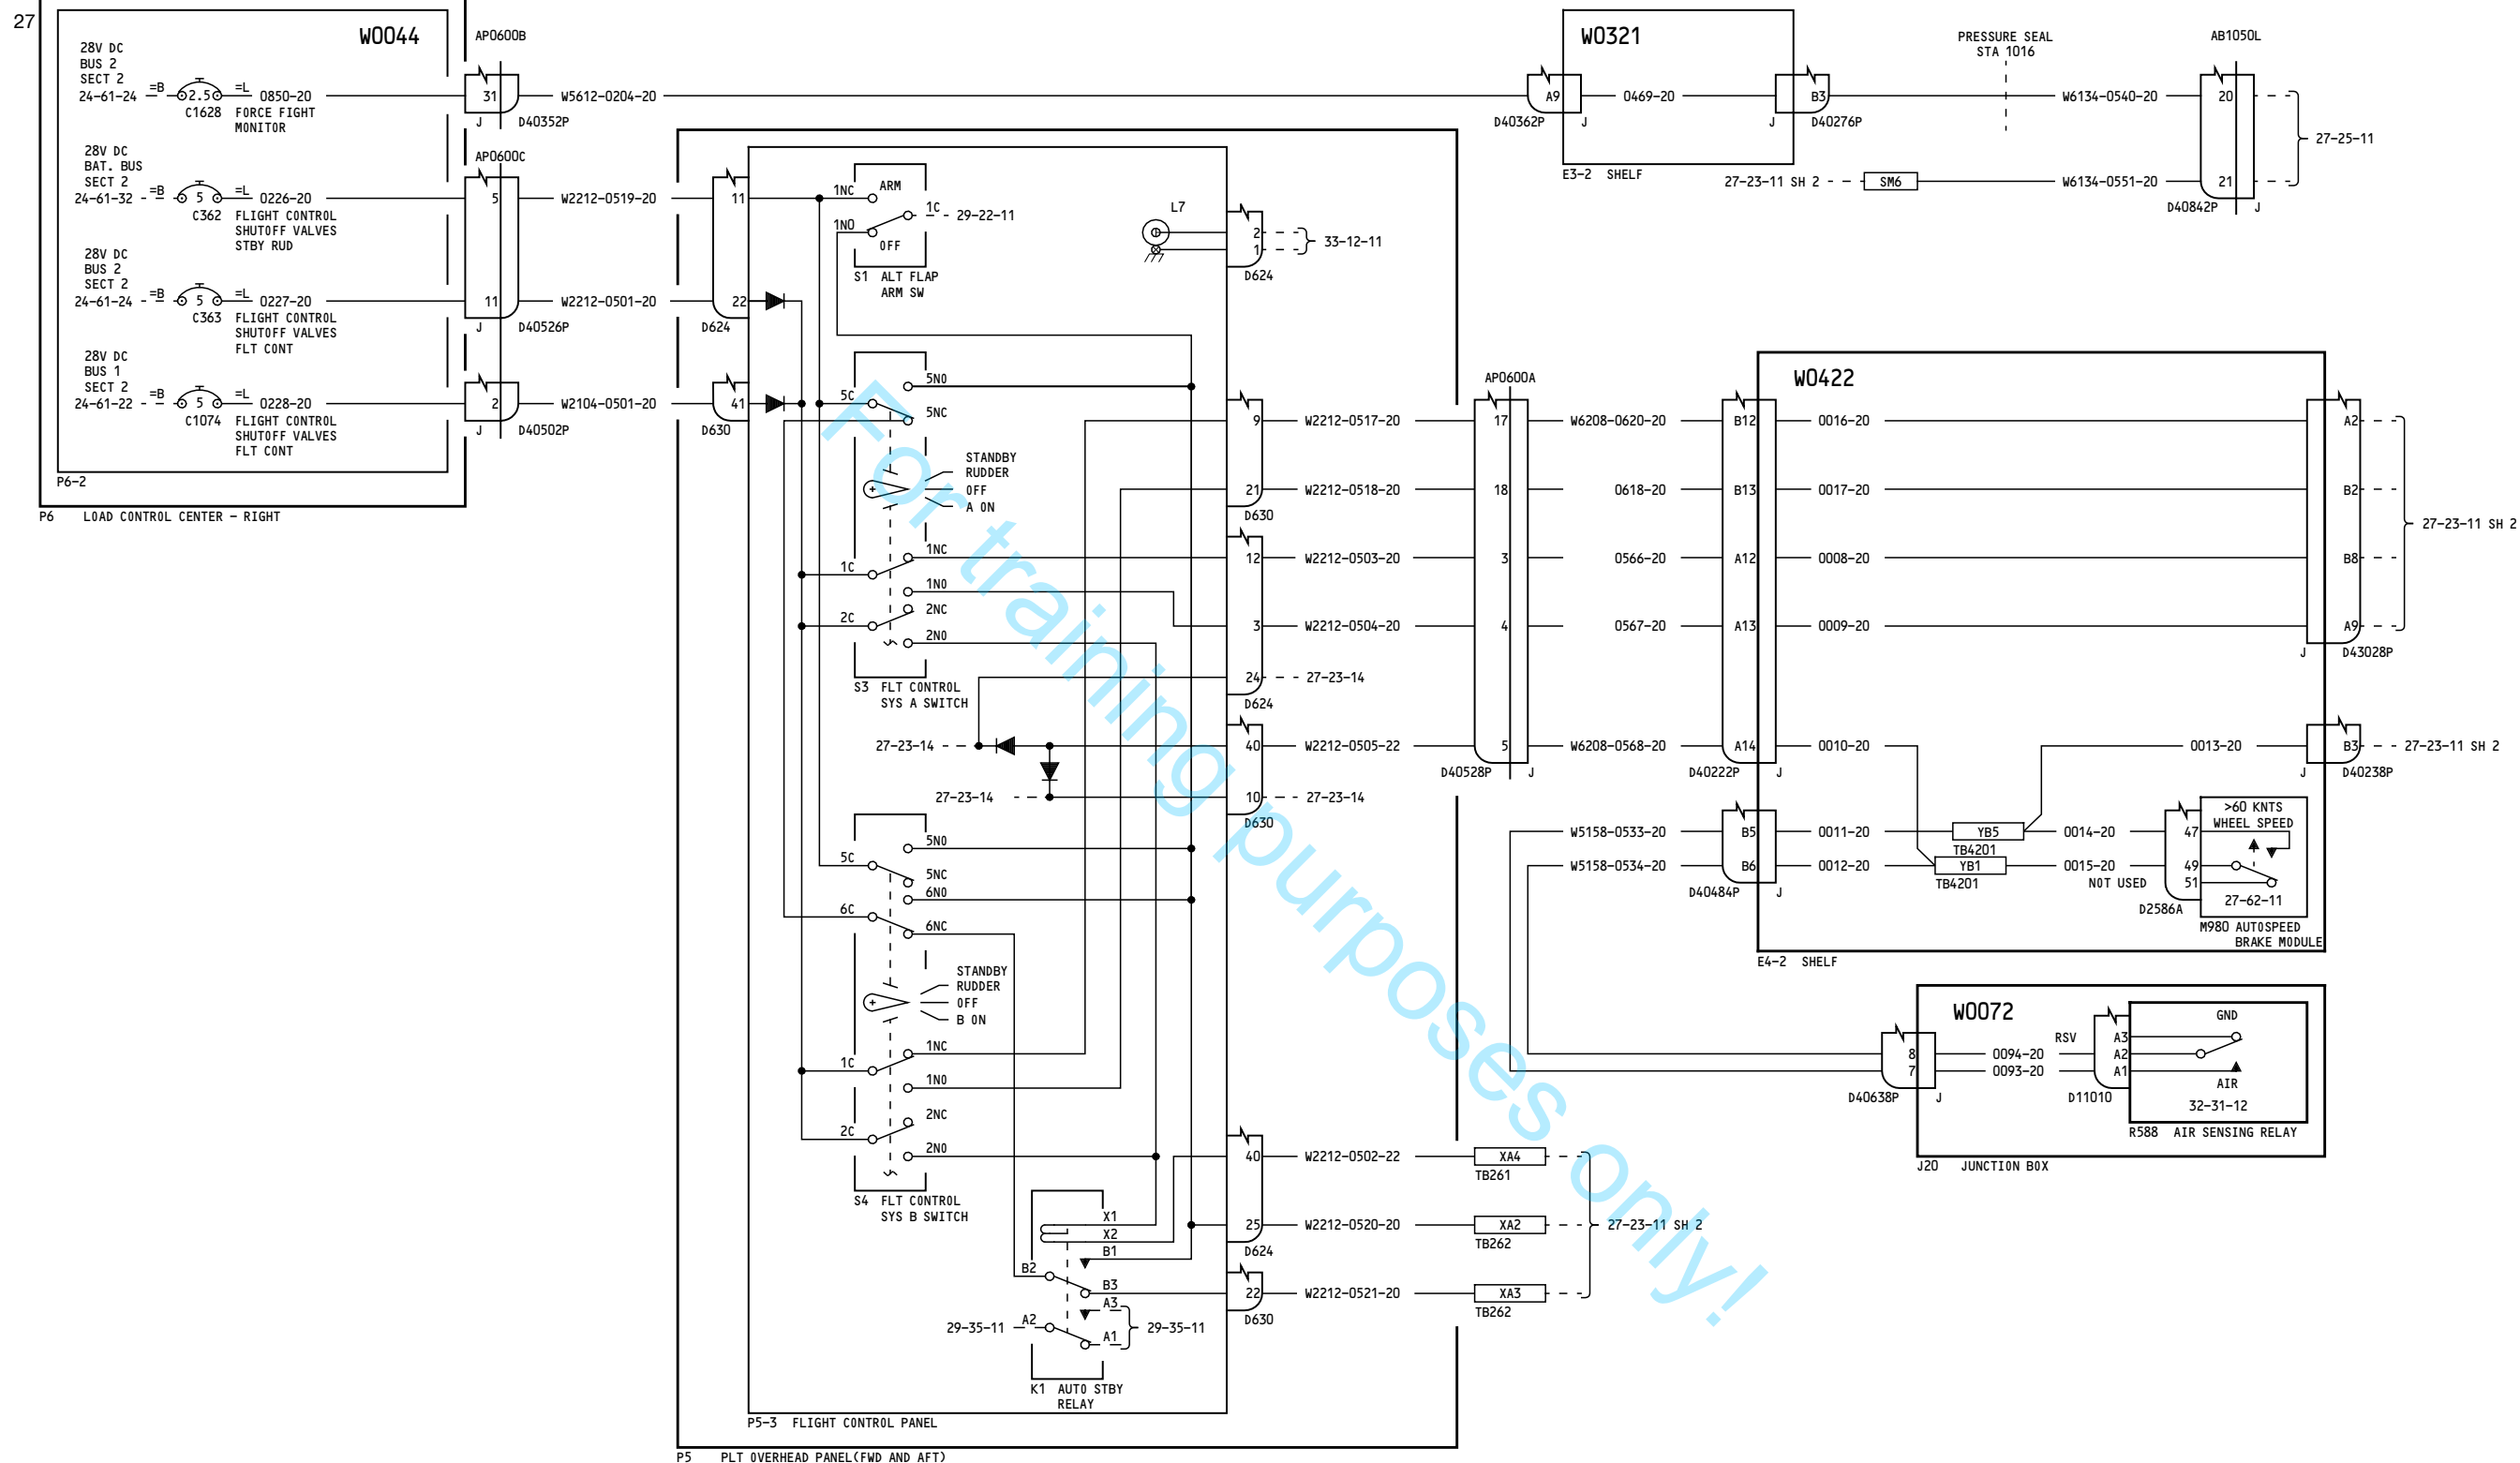 27
W0044
28V DC
BUS 2
SECT 2
24-61-24 =B 2.5 =L 0850-20
C1628 FORCE FIGHT
MONITOR
28V DC
BAT. BUS
SECT 2
24-61-32 =B 5 =L 0226-20
C362 FLIGHT CONTROL
SHUTOFF VALVES
STBY RUD
28V DC
BUS 2
SECT 2
24-61-24 =B 5 =L 0227-20
C363 FLIGHT CONTROL
SHUTOFF VALVES
FLT CONT
28V DC
BUS 1
SECT 2
24-61-22 =B 5 =L 0228-20
C1074 FLIGHT CONTROL
SHUTOFF VALVES
FLT CONT
P6-2
P6 LOAD CONTROL CENTER - RIGHT
AP0600B
31 W5612-0204-20
J D40352P
AP0600C
5 W2212-0519-20
11 W2212-0501-20
J D40526P
2 W2104-0501-20
J D40502P
11
22
D624
41
D630
1NC ARM
1C 29-22-11
1NO
OFF
S1 ALT FLAP
ARM SW
L7
2
1
33-12-11
D624
5NO
5C
5NC
STANDBY
RUDDER
OFF
A ON
1NC
1C
1NO
2NC
2C
2NO
S3 FLT CONTROL
SYS A SWITCH
27-23-14
27-23-14
5NO
5C
5NC
6NO
6C
6NC
STANDBY
RUDDER
OFF
B ON
1NC
1C
1NO
2NC
2C
2NO
S4 FLT CONTROL
SYS B SWITCH
X1
X2
B1
B2
B3
A3
29-35-11 A2 29-35-11
A1
K1 AUTO STBY
RELAY
P5-3 FLIGHT CONTROL PANEL
P5 PLT OVERHEAD PANEL(FWD AND AFT)
9 W2212-0517-20
21 W2212-0518-20
D630
12 W2212-0503-20
3 W2212-0504-20
24 27-23-14
D624
40 W2212-0505-22
10 27-23-14
D630
40 W2212-0502-22 XA4
TB261
25 W2212-0520-20 XA2 27-23-11 SH 2
D624 TB262
22 W2212-0521-20 XA3
D630 TB262
AP0600A
17 W6208-0620-20
18 0618-20
3 0566-20
4 0567-20
5 W6208-0568-20
D40528P J
W0321
A9 0469-20 B3
D40362P J
J D40276P
E3-2 SHELF
PRESSURE SEAL
STA 1016
AB1050L
W6134-0540-20 20
27-25-11
27-23-11 SH 2 SM6 W6134-0551-20 21
D40842P J
W0422
B12 0016-20 A2
B13 0017-20 B2
27-23-11 SH 2
A12 0008-20 B8
A13 0009-20 A9
J D43028P
A14 0010-20 0013-20 B3 27-23-11 SH 2
D40222P J
J D40238P
W5158-0533-20 B5 0011-20 YB5 0014-20 47
TB4201
W5158-0534-20 B6 0012-20 YB1 0015-20 49
TB4201
NOT USED 51
D40484P J
D2586A
>60 KNTS
WHEEL SPEED
27-62-11
M980 AUTOSPEED
BRAKE MODULE
E4-2 SHELF
W0072
GND
RSV A3
8 0094-20 A2
7 0093-20 A1
AIR
D40638P J
D11010
32-31-12
R588 AIR SENSING RELAY
J20 JUNCTION BOX
For training purposes only!